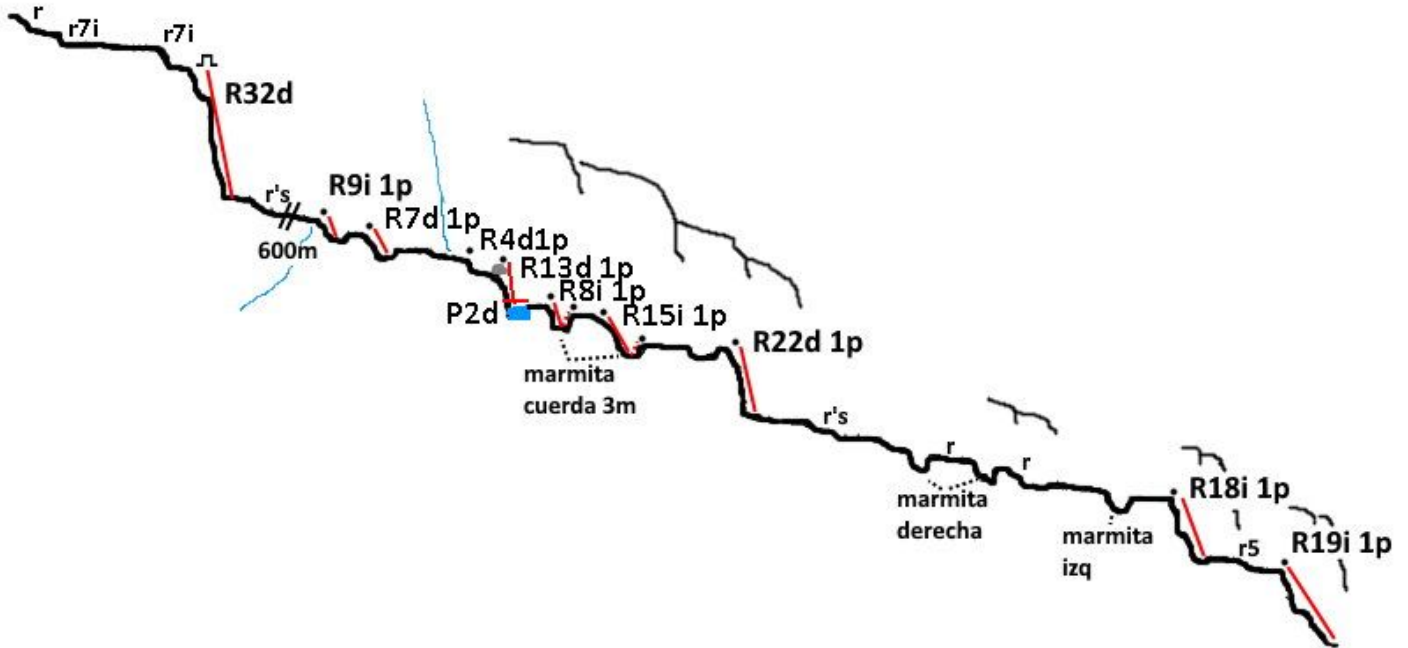 r
r7i
r7i
R32d
r's
600m
R9i 1p
R7d 1p
R4d1p
R13d 1p
P2d
R8i 1p
R15i 1p
marmita
cuerda 3m
R22d 1p
r's
r
r
marmita
derecha
marmita
izq
R18i 1p
r5
R19i 1p